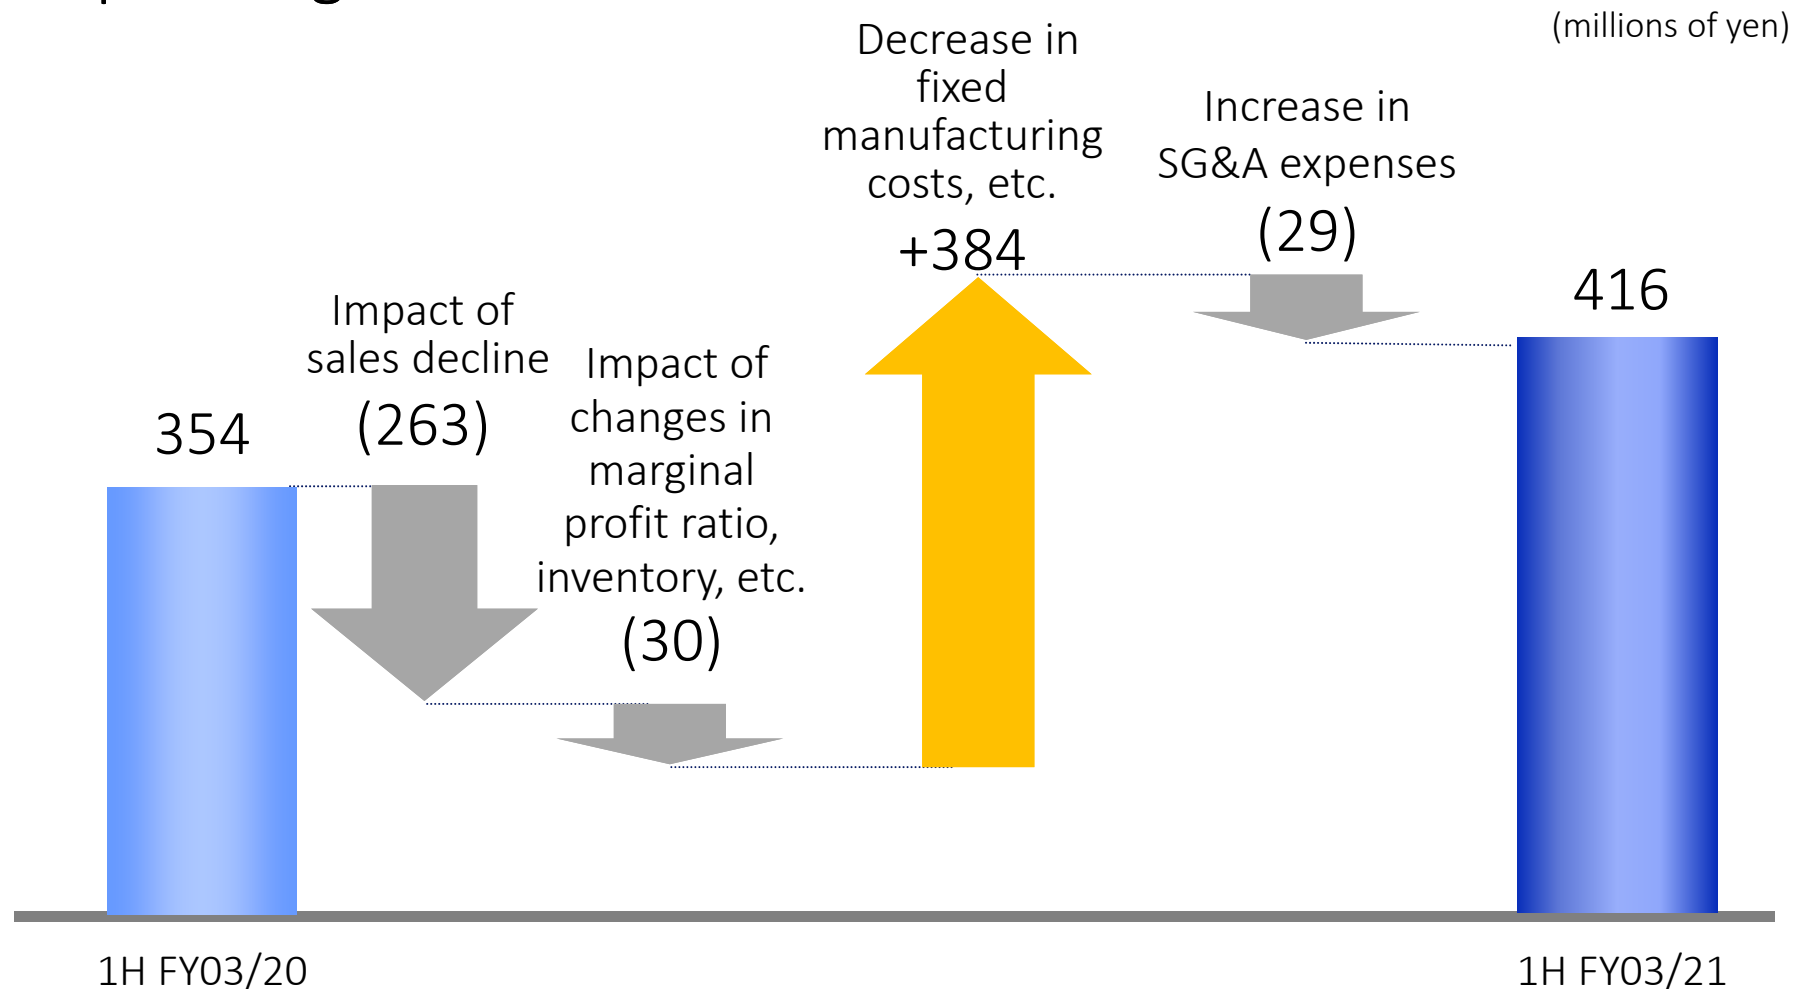 (millions of yen)
Decrease in
fixed
manufacturing
costs, etc.
+384
Increase in
SG&A expenses
(29)
416
Impact of
sales decline
(263)
354
Impact of
changes in
marginal
profit ratio,
inventory, etc.
(30)
1H FY03/20
1H FY03/21